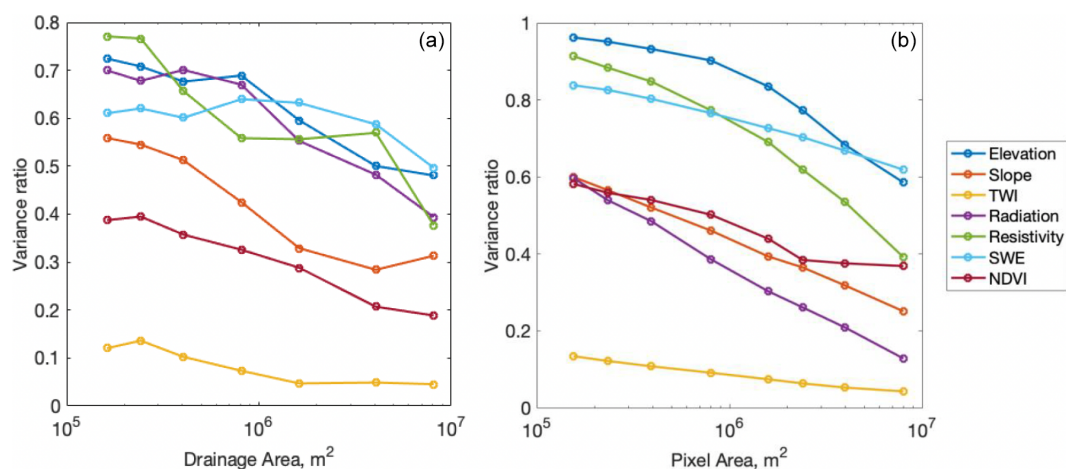 (a)
0.8
0.7
0.6
0.5
0.4
0.3
0.2
0.1
0
Variance ratio
10^5
10^6
10^7
Drainage Area, m^2
(b)
1
0.8
0.6
0.4
0.2
0
Variance ratio
10^5
10^6
10^7
Pixel Area, m^2
Elevation
Slope
TWI
Radiation
Resistivity
SWE
NDVI